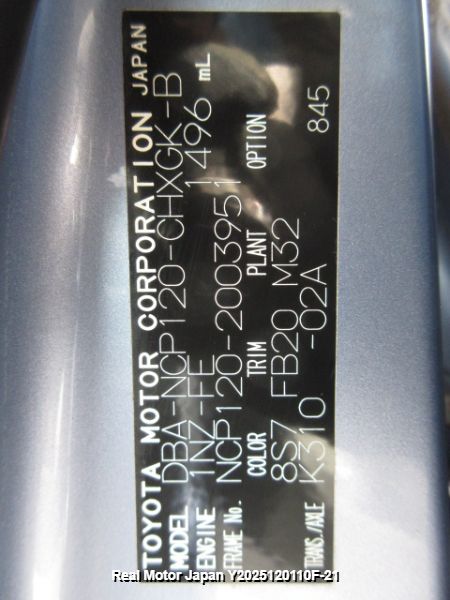 TOYOTA MOTOR CORPORATION JAPAN
MODEL DBA-NCP120-CHXGK-B
ENGINE 1NZ-FE 1496 mL
FRAME No. NCP120-2003951
COLOR TRIM PLANT OPTION
8S7 FB20 M32 845
TRANS./AXLE K310 -02A
Real Motor Japan Y2025120110F-21